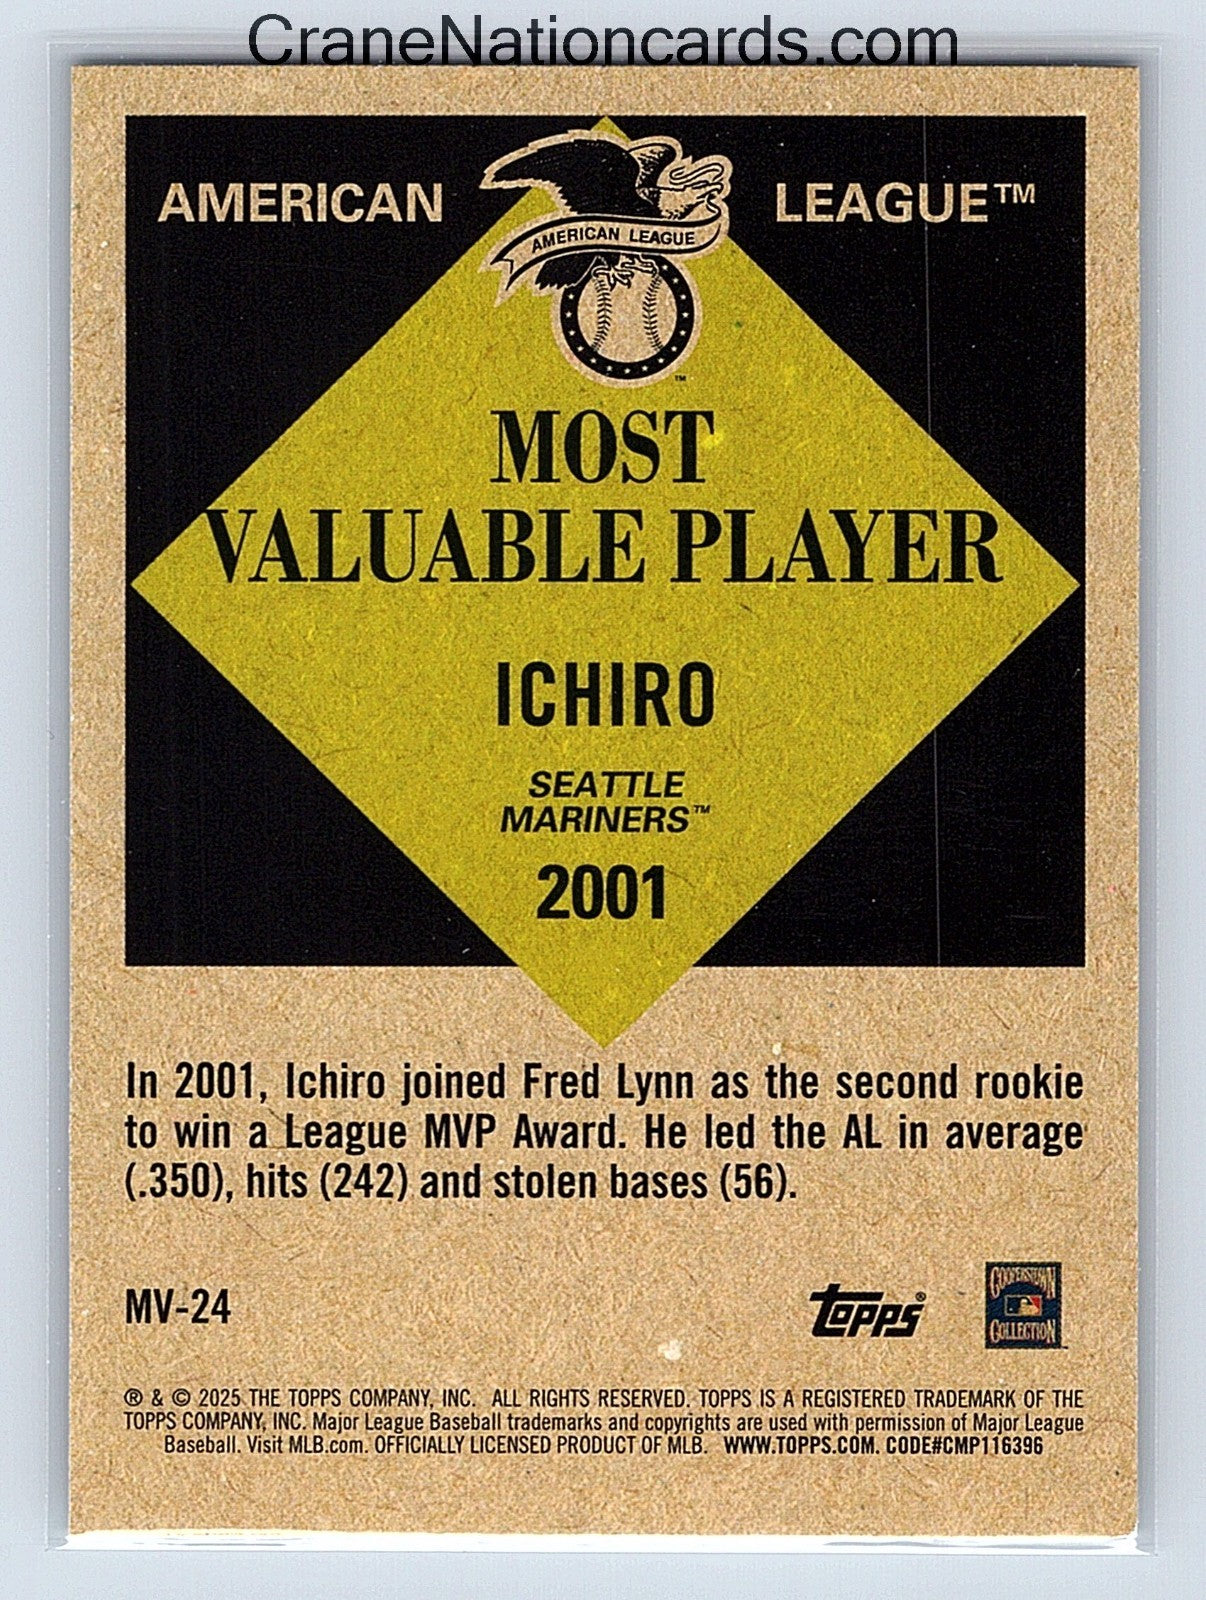 CraneNationcards.com
AMERICAN LEAGUE™
AMERICAN LEAGUE
™
MOST
VALUABLE PLAYER
ICHIRO
SEATTLE
MARINERS™
2001
In 2001, Ichiro joined Fred Lynn as the second rookie
to win a League MVP Award. He led the AL in average
(.350), hits (242) and stolen bases (56).
MV-24
Topps®
COOPERSTOWN
COLLECTION
® & © 2025 THE TOPPS COMPANY, INC. ALL RIGHTS RESERVED. TOPPS IS A REGISTERED TRADEMARK OF THE
TOPPS COMPANY, INC. Major League Baseball trademarks and copyrights are used with permission of Major League
Baseball. Visit MLB.com. OFFICIALLY LICENSED PRODUCT OF MLB. WWW.TOPPS.COM. CODE#CMP116396